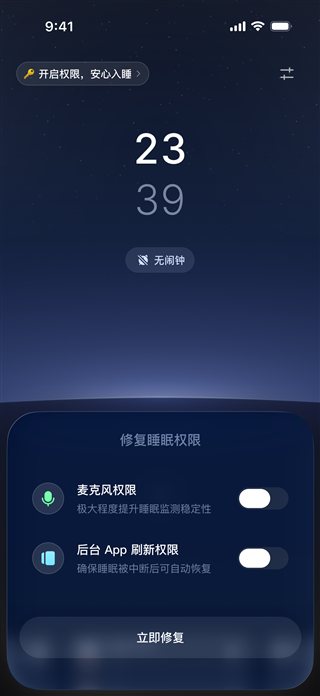 9:41
开启权限，安心入睡
23
39
无闹钟
修复睡眠权限
麦克风权限
极大程度提升睡眠监测稳定性
后台 App 刷新权限
确保睡眠被中断后可自动恢复
立即修复